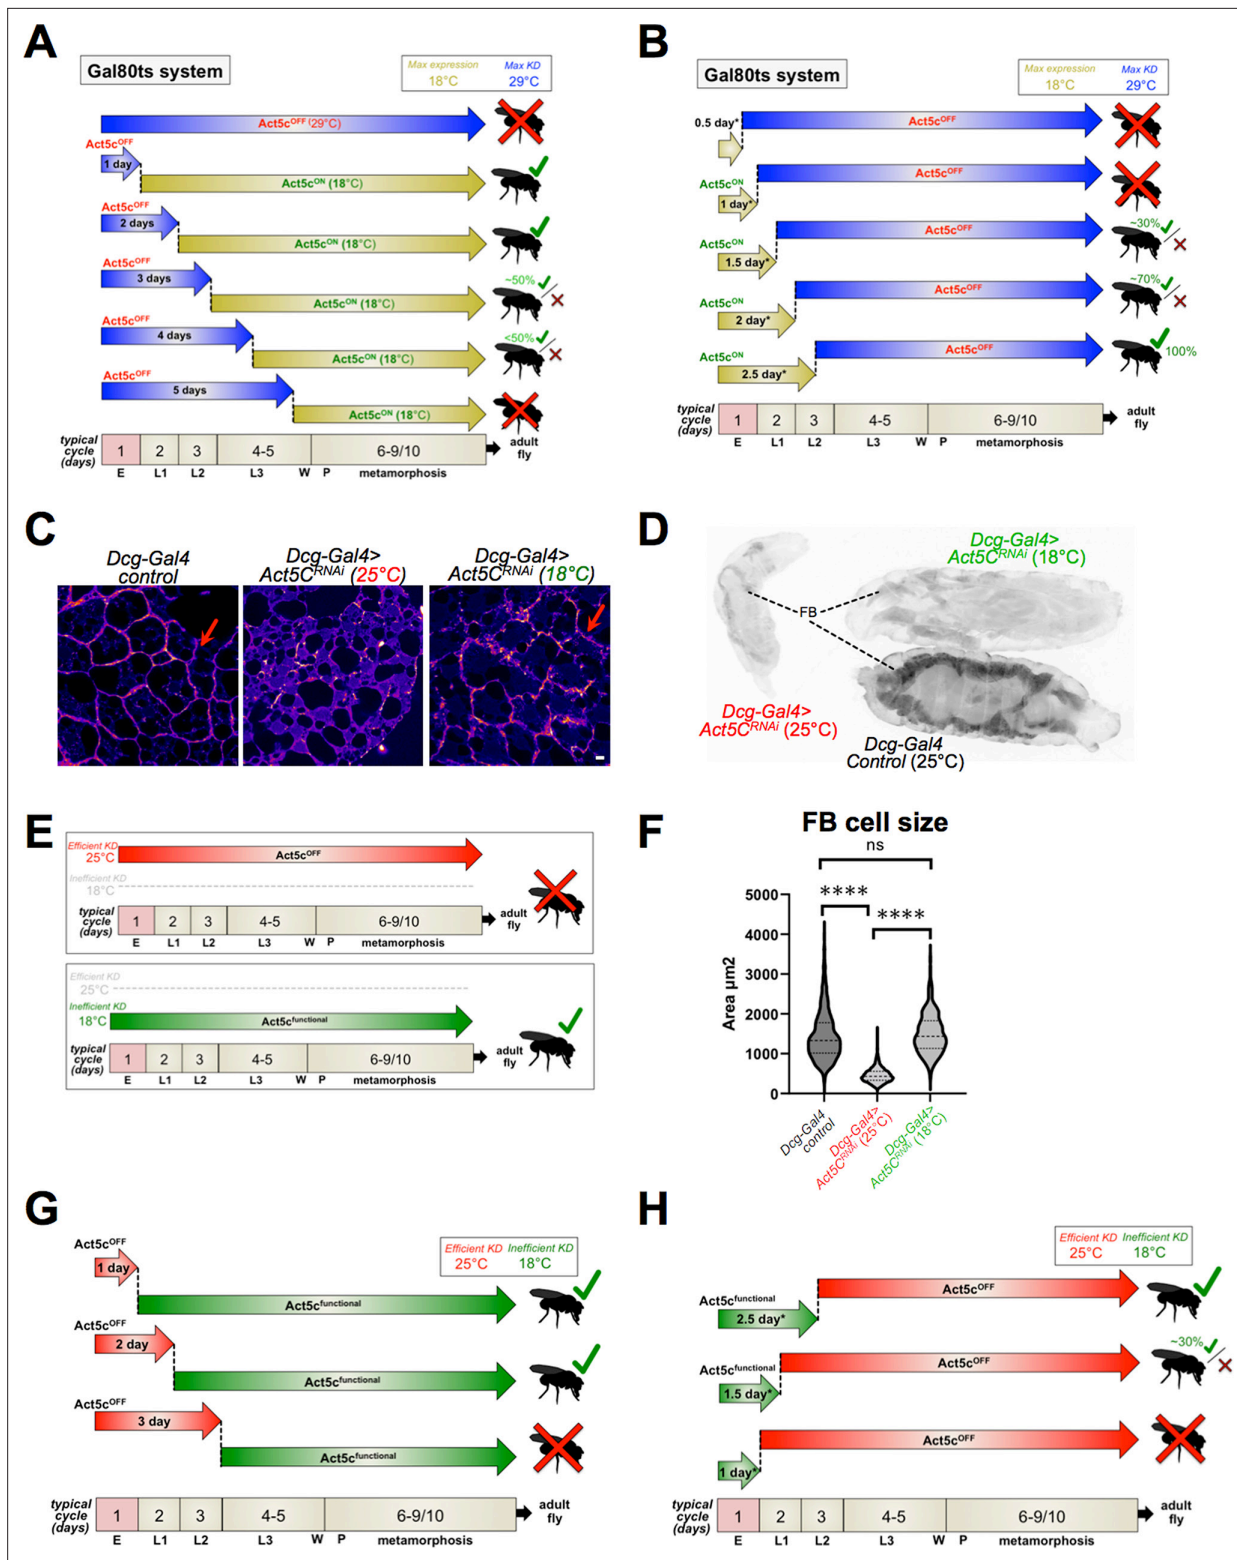 A
Gal80ts system
Max expression
18°C
Max KD
29°C
Act5c^OFF (29°C)
Act5c^OFF
1 day
Act5c^ON (18°C)
Act5c^OFF
2 days
Act5c^ON (18°C)
Act5c^OFF
3 days
~50%
Act5c^ON (18°C)
Act5c^OFF
4 days
<50%
Act5c^ON (18°C)
Act5c^OFF
5 days
Act5c^ON (18°C)
typical cycle (days)
1 2 3 4-5 6-9/10
adult fly
E L1 L2 L3 W P metamorphosis
B
Gal80ts system
Max expression
18°C
Max KD
29°C
0.5 day*
Act5c^OFF
Act5c^ON
1 day*
Act5c^OFF
Act5c^ON
1.5 day*
Act5c^OFF
~30%
Act5c^ON
2 day*
Act5c^OFF
~70%
Act5c^ON
2.5 day*
Act5c^OFF
100%
typical cycle (days)
1 2 3 4-5 6-9/10
adult fly
E L1 L2 L3 W P metamorphosis
C
Dcg-Gal4
control
Dcg-Gal4>
Act5C^RNAi (25°C)
Dcg-Gal4>
Act5C^RNAi (18°C)
D
Dcg-Gal4>
Act5C^RNAi (18°C)
FB
Dcg-Gal4>
Act5C^RNAi (25°C)
Dcg-Gal4
Control (25°C)
E
Efficient KD
25°C
Act5c^OFF
Inefficient KD
18°C
typical cycle (days)
1 2 3 4-5 6-9/10
adult fly
E L1 L2 L3 W P metamorphosis
Efficient KD
25°C
Inefficient KD
18°C
Act5c^functional
typical cycle (days)
1 2 3 4-5 6-9/10
adult fly
E L1 L2 L3 W P metamorphosis
F
FB cell size
ns
****
****
Area µm2
5000
4000
3000
2000
1000
0
Dcg-Gal4
control
Dcg-Gal4>
Act5C^RNAi (25°C)
Dcg-Gal4>
Act5C^RNAi (18°C)
G
Efficient KD
25°C
Inefficient KD
18°C
Act5c^OFF
1 day
Act5c^functional
Act5c^OFF
2 day
Act5c^functional
Act5c^OFF
3 day
Act5c^functional
typical cycle (days)
1 2 3 4-5 6-9/10
adult fly
E L1 L2 L3 W P metamorphosis
H
Efficient KD
25°C
Inefficient KD
18°C
Act5c^functional
2.5 day*
Act5c^OFF
Act5c^functional
1.5 day*
Act5c^OFF
~30%
1 day*
Act5c^OFF
typical cycle (days)
1 2 3 4-5 6-9/10
adult fly
E L1 L2 L3 W P metamorphosis